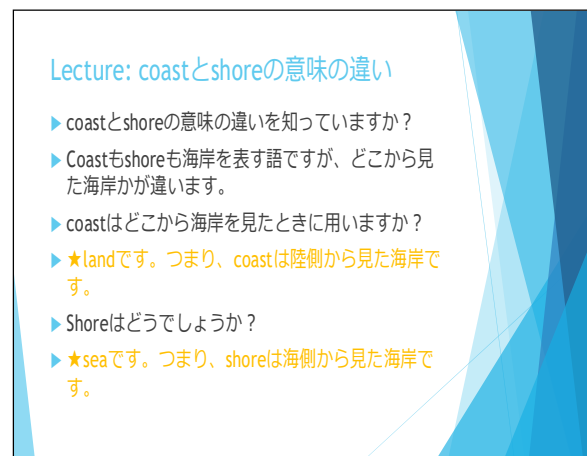 Lecture: coastとshoreの意味の違い
coastとshoreの意味の違いを知っていますか？
Coastもshoreも海岸を表す語ですが、どこから見
た海岸かが違います。
coastはどこから海岸を見たときに用いますか？
★landです。つまり、coastは陸側から見た海岸で
す。
Shoreはどうでしょうか？
★seaです。つまり、shoreは海側から見た海岸で
す。